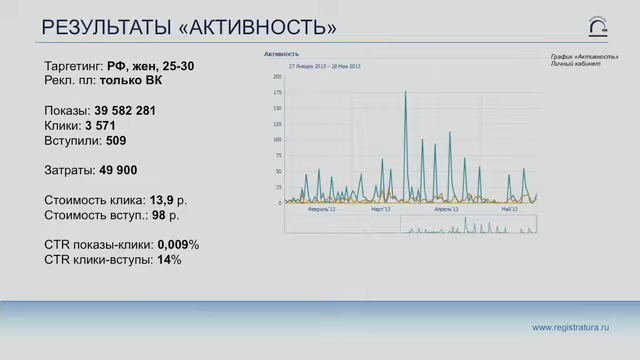 РЕЗУЛЬТАТЫ «АКТИВНОСТЬ»
Таргетинг: РФ, жен, 25-30
Рекл. пл: только ВК
Показы: 39 582 281
Клики: 3 571
Вступили: 509
Затраты: 49 900
Стоимость клика: 13,9 р.
Стоимость вступ.: 98 р.
CTR показы-клики: 0,009%
CTR клики-вступы: 14%
Активность
27 Января 2013 – 28 Мая 2013
200
175
150
125
100
75
50
25
0
Февраль'13 Март'13 Апрель'13 Май'13
График «Активность»
Личный кабинет
www.registratura.ru